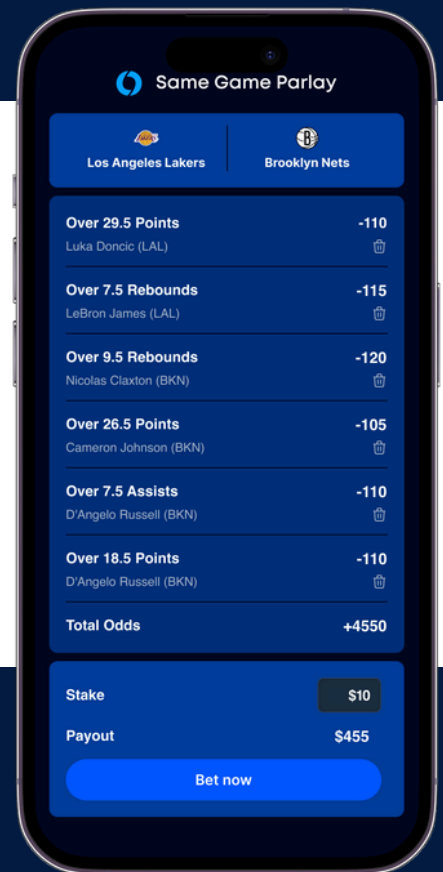 Same Game Parlay
LAKERS
B
Los Angeles Lakers
Brooklyn Nets
Over 29.5 Points -110
Luka Doncic (LAL)
Over 7.5 Rebounds -115
LeBron James (LAL)
Over 9.5 Rebounds -120
Nicolas Claxton (BKN)
Over 26.5 Points -105
Cameron Johnson (BKN)
Over 7.5 Assists -110
D'Angelo Russell (BKN)
Over 18.5 Points -110
D'Angelo Russell (BKN)
Total Odds +4550
Stake $10
Payout $455
Bet now